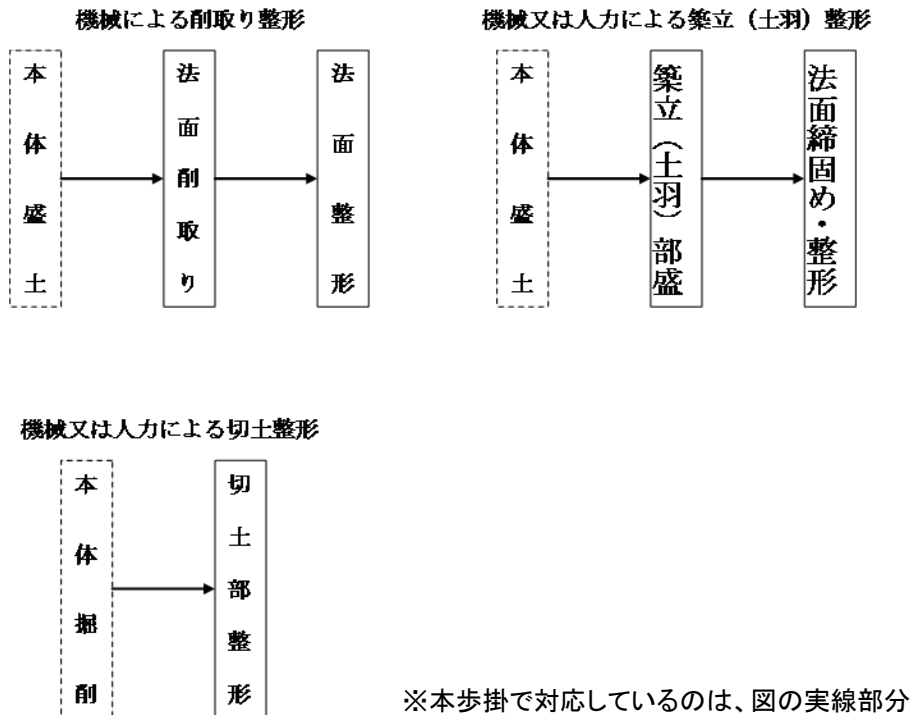 機械による削取り整形
本体盛土
法面削取り
法面整形
機械又は人力による築立（土羽）整形
本体盛土
築立（土羽）部盛
法面締固め・整形
機械又は人力による切土整形
本体掘削
切土部整形
※本歩掛で対応しているのは、図の実線部分